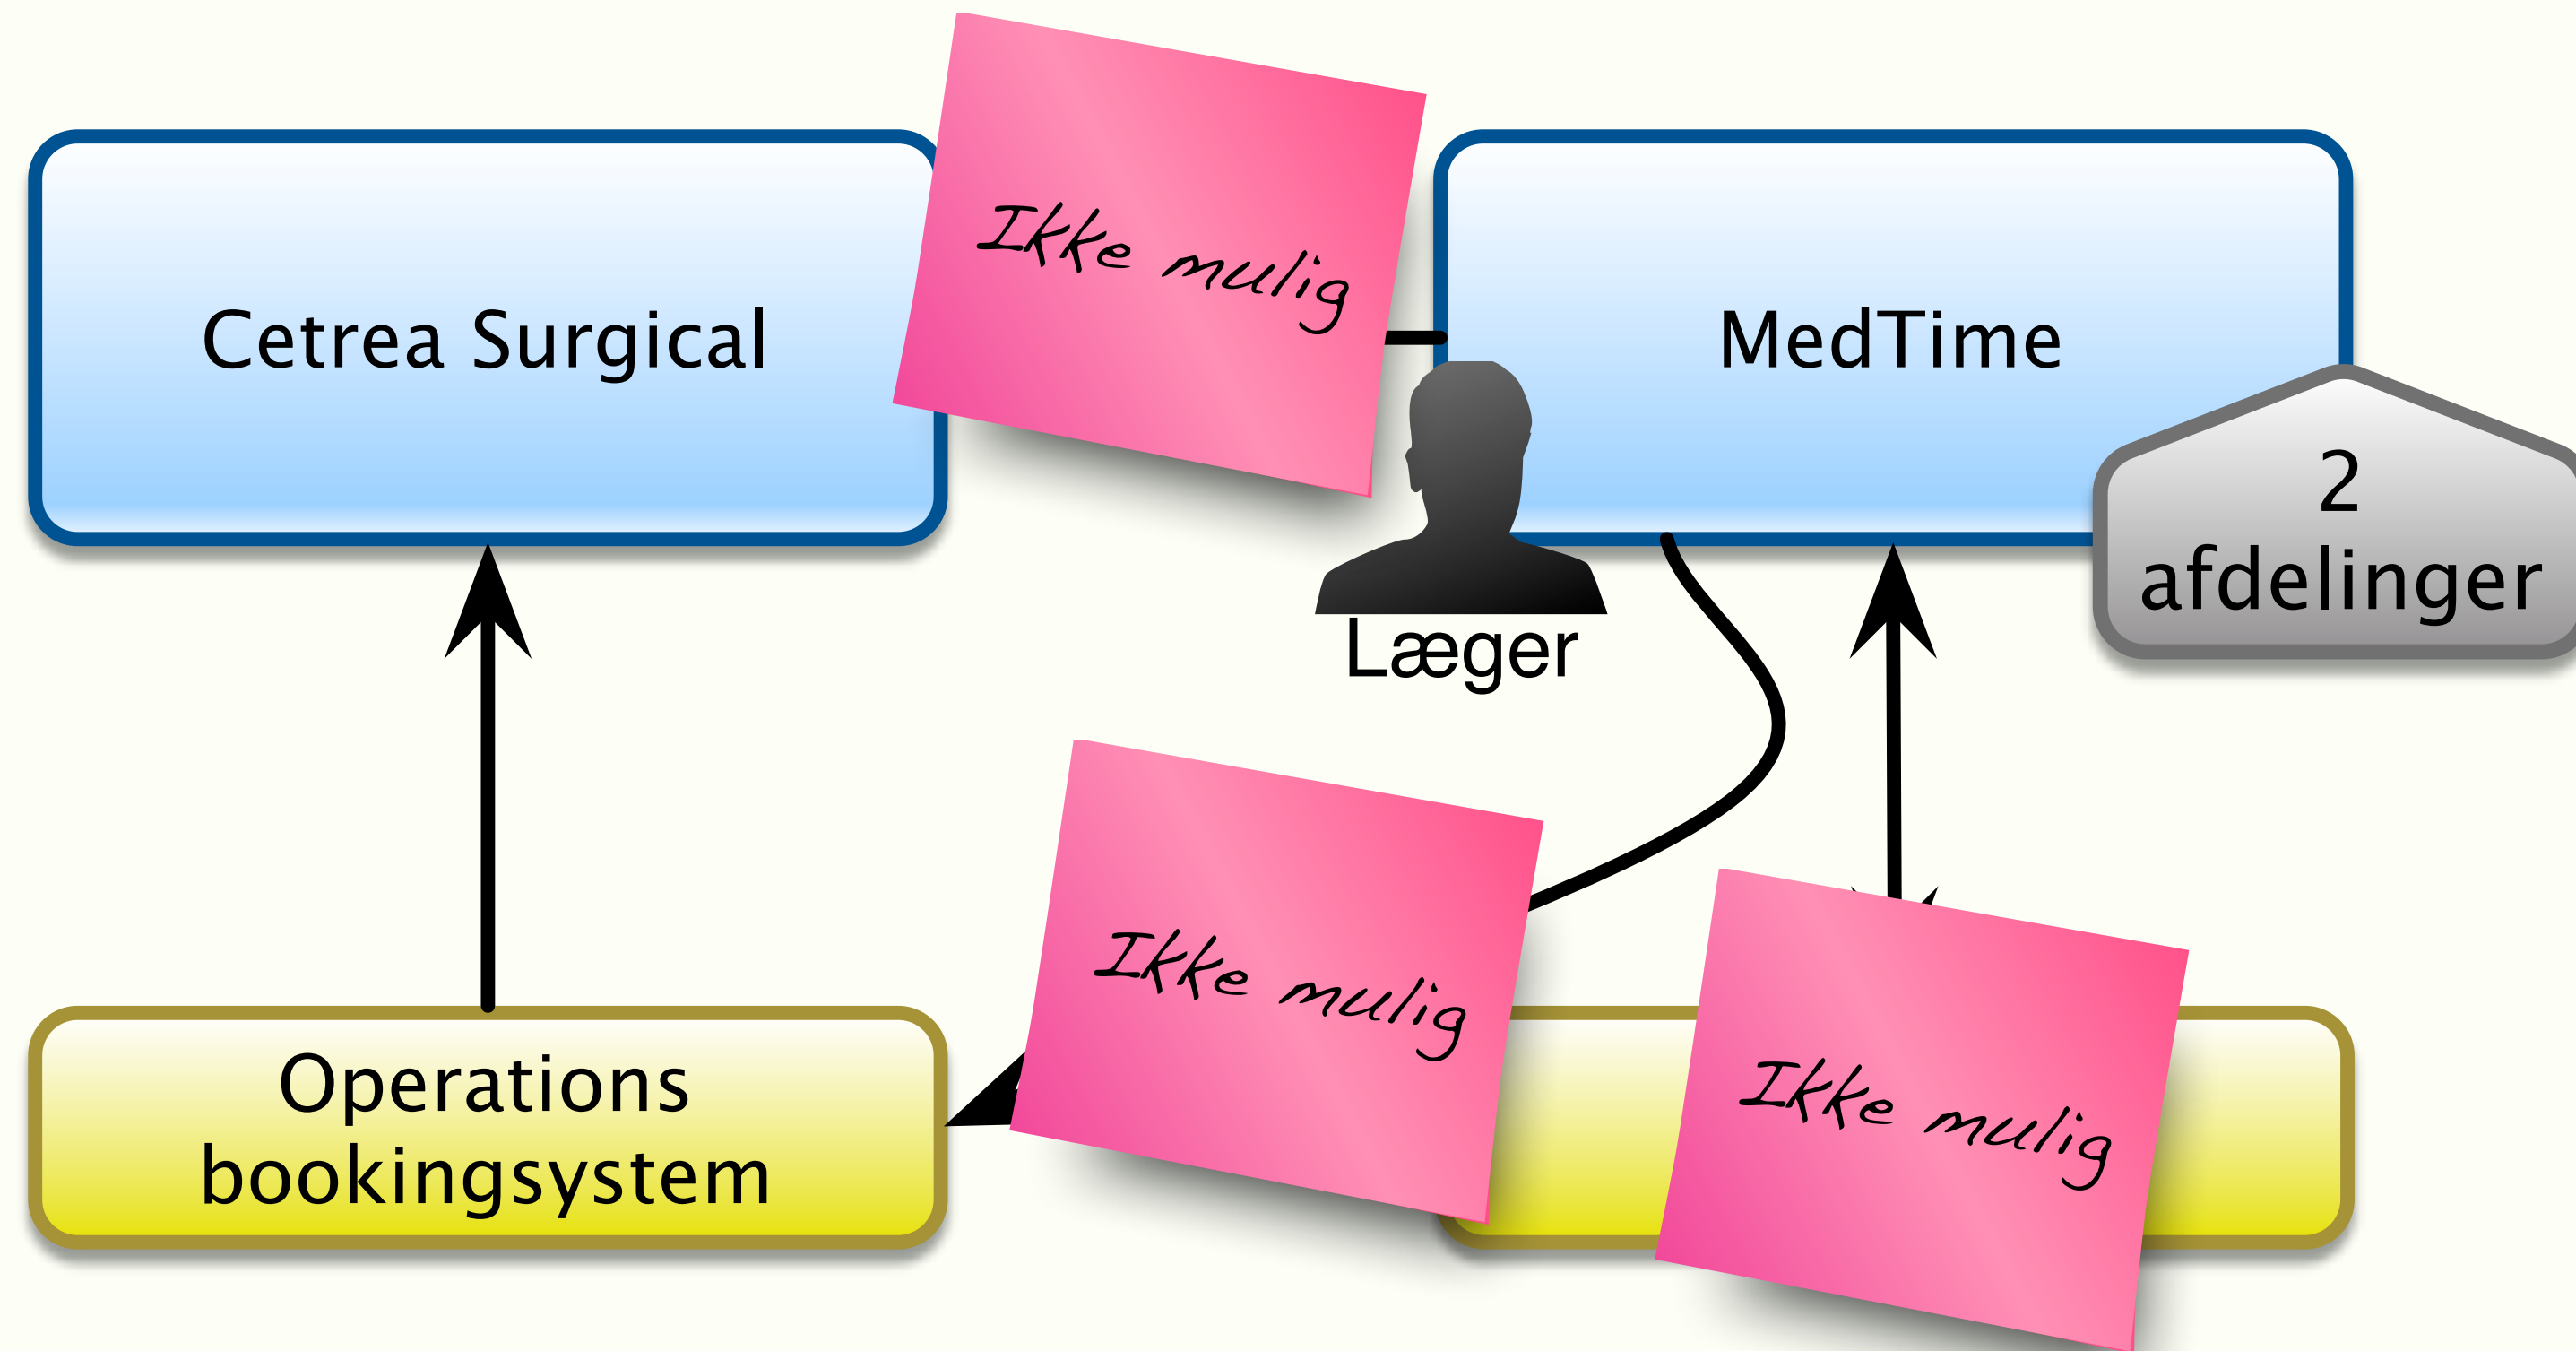 Ikke mulig
Cetrea Surgical
MedTime
2
afdelinger
Læger
Ikke mulig
Ikke mulig
Operations
bookingsystem